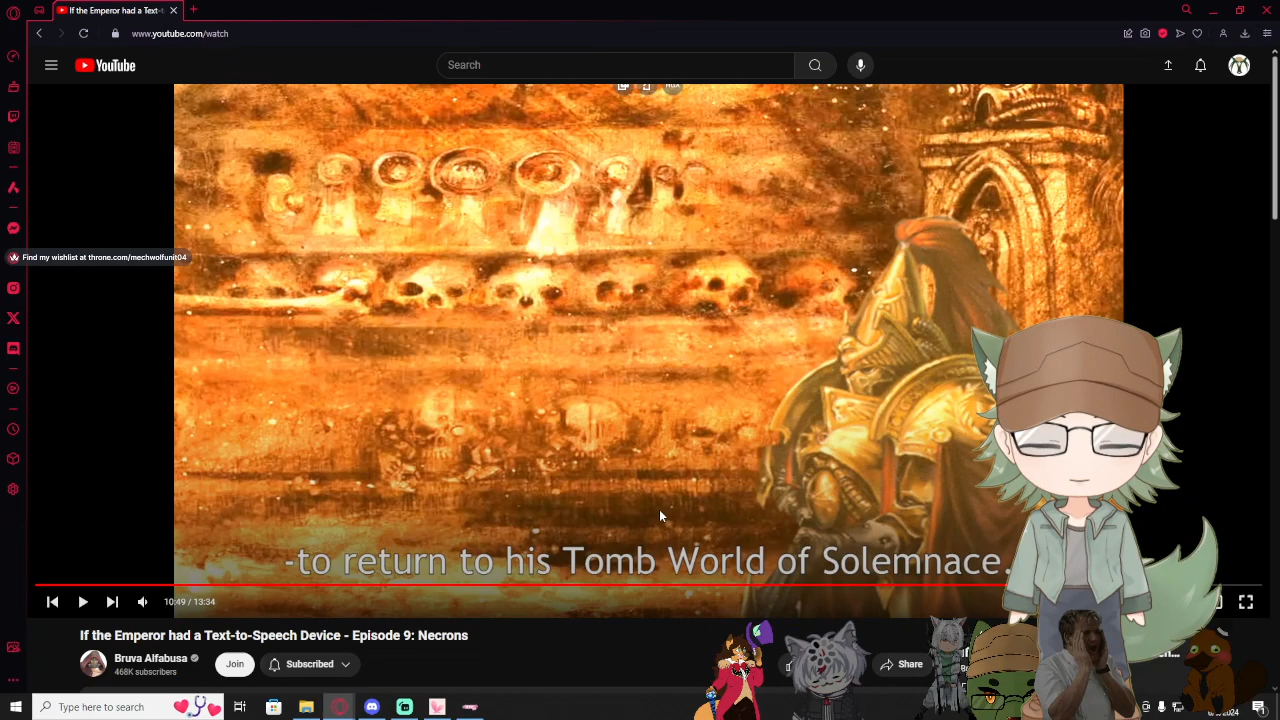 If the Emperor had a Text-
www.youtube.com/watch
YouTube
Search
Find my wishlist at throne.com/mechwolfunit04
-to return to his Tomb World of Solemnace.
10:49 / 13:34
If the Emperor had a Text-to-Speech Device - Episode 9: Necrons
Bruva Alfabusa
468K subscribers
Join
Subscribed
Share
Type here to search